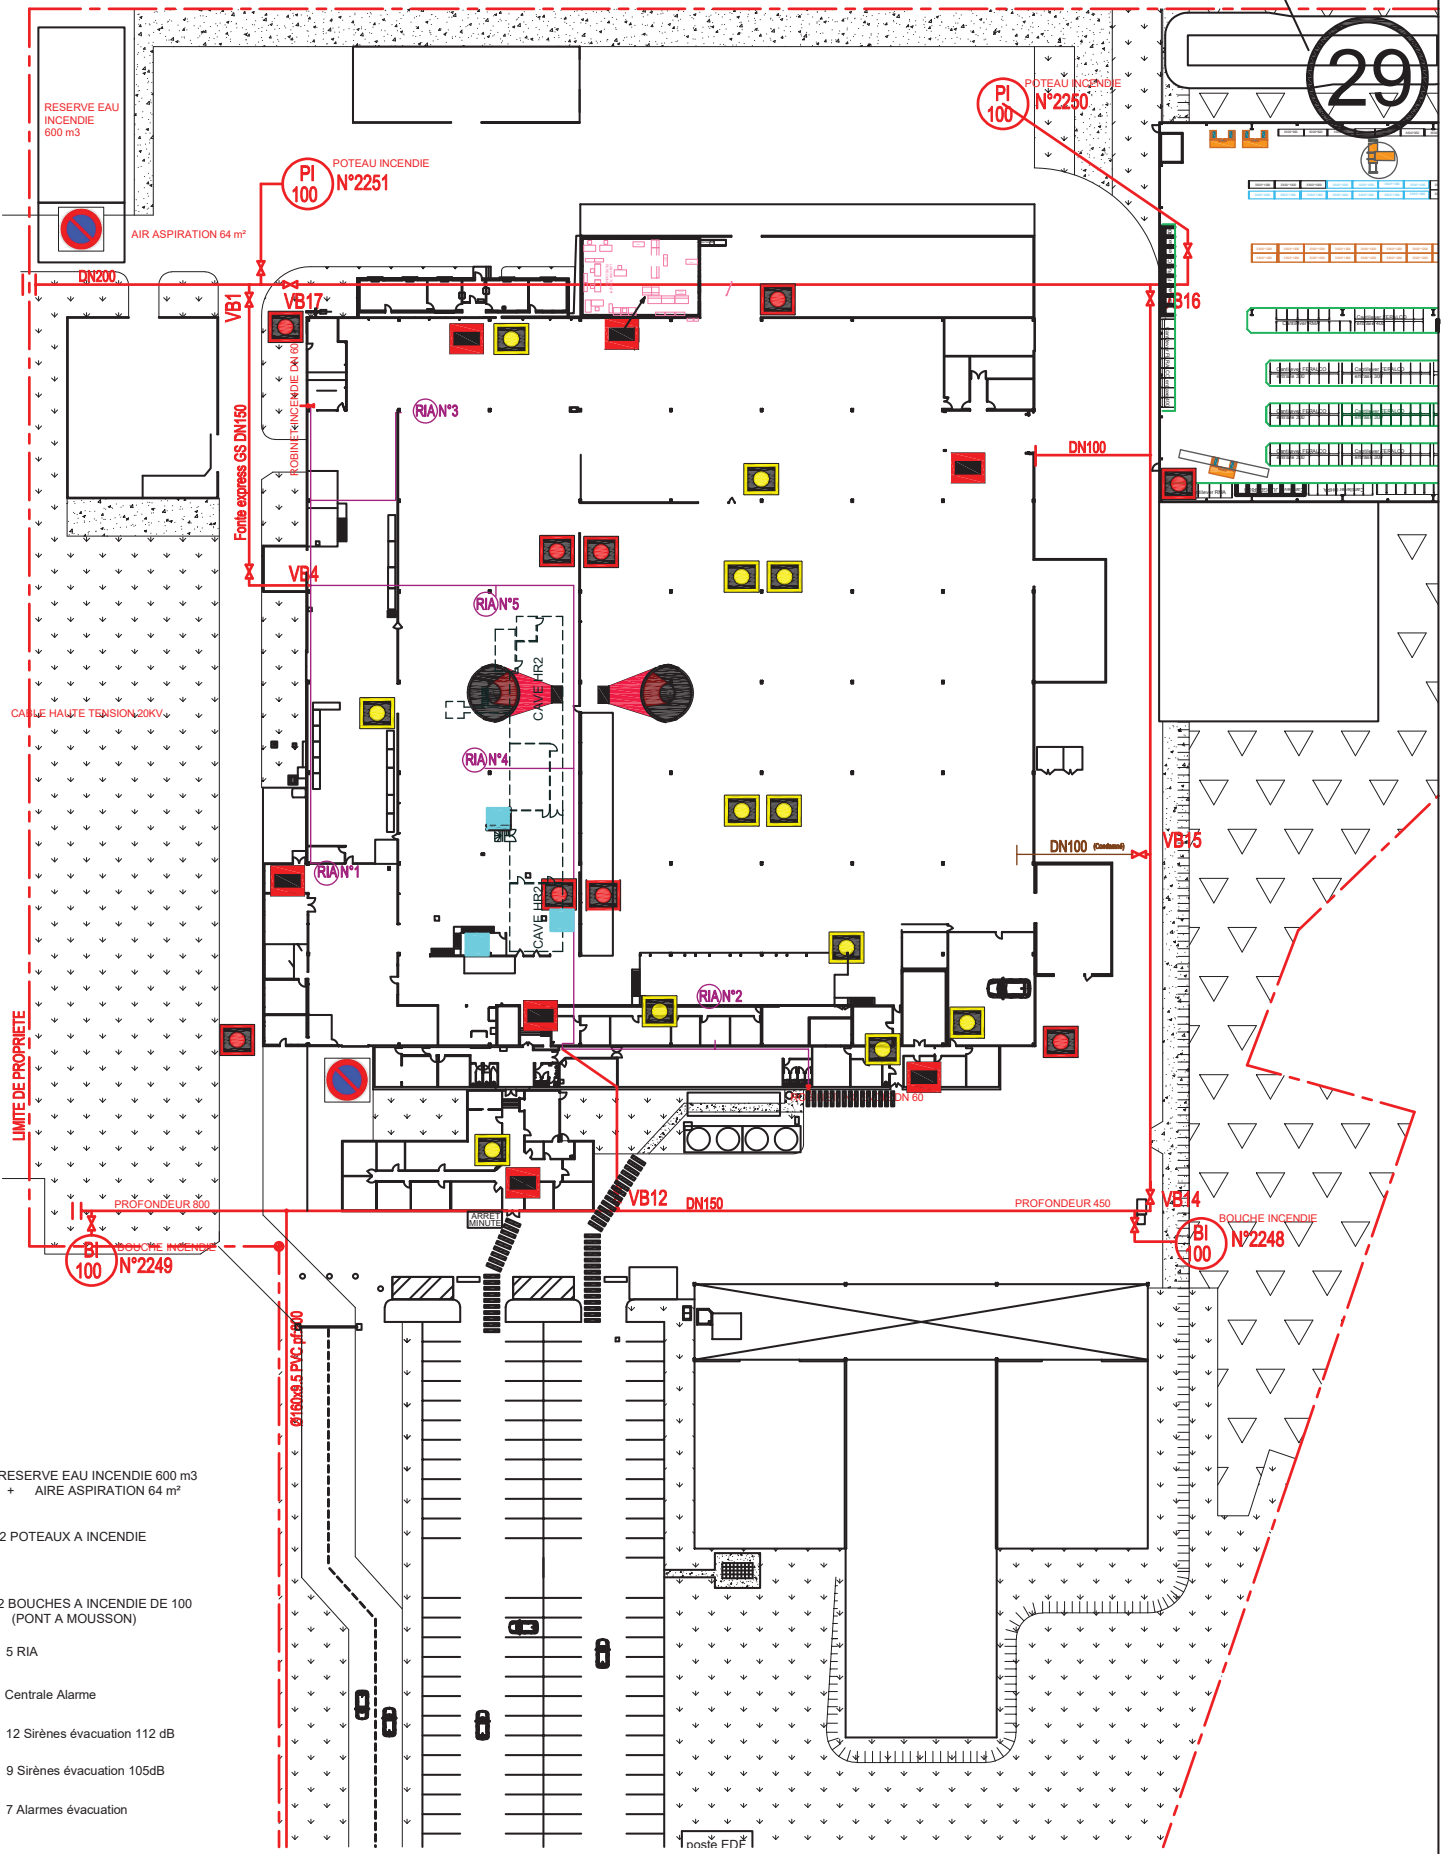 29
RESERVE EAU
INCENDIE
600 m3
POTEAU INCENDIE
PI
100
N°2250
POTEAU INCENDIE
PI
100
N°2251
AIR ASPIRATION 64 m²
DN200
VB1
VB17
VB16
ROBINET INCENDIE DN 60
Fonte express GS DN150
RIA N°3
DN100
VB4
RIA N°5
CAVE HR2
CABLE HAUTE TENSION 20KV
RIA N°4
DN100 (Condamné)
VB15
RIA N°1
CAVE HR2
RIA N°2
LIMITE DE PROPRIETE
DN 60
PROFONDEUR 800
VB12
DN150
PROFONDEUR 450
VB14
ARRET
MINUTE
BOUCHE INCENDIE
BI
100
N°2248
BOUCHE INCENDIE
BI
100
N°2249
Ø160x9.5 PVC pf:800
RESERVE EAU INCENDIE 600 m3
+ AIRE ASPIRATION 64 m²
2 POTEAUX A INCENDIE
2 BOUCHES A INCENDIE DE 100
(PONT A MOUSSON)
5 RIA
Centrale Alarme
12 Sirènes évacuation 112 dB
9 Sirènes évacuation 105dB
7 Alarmes évacuation
poste EDF